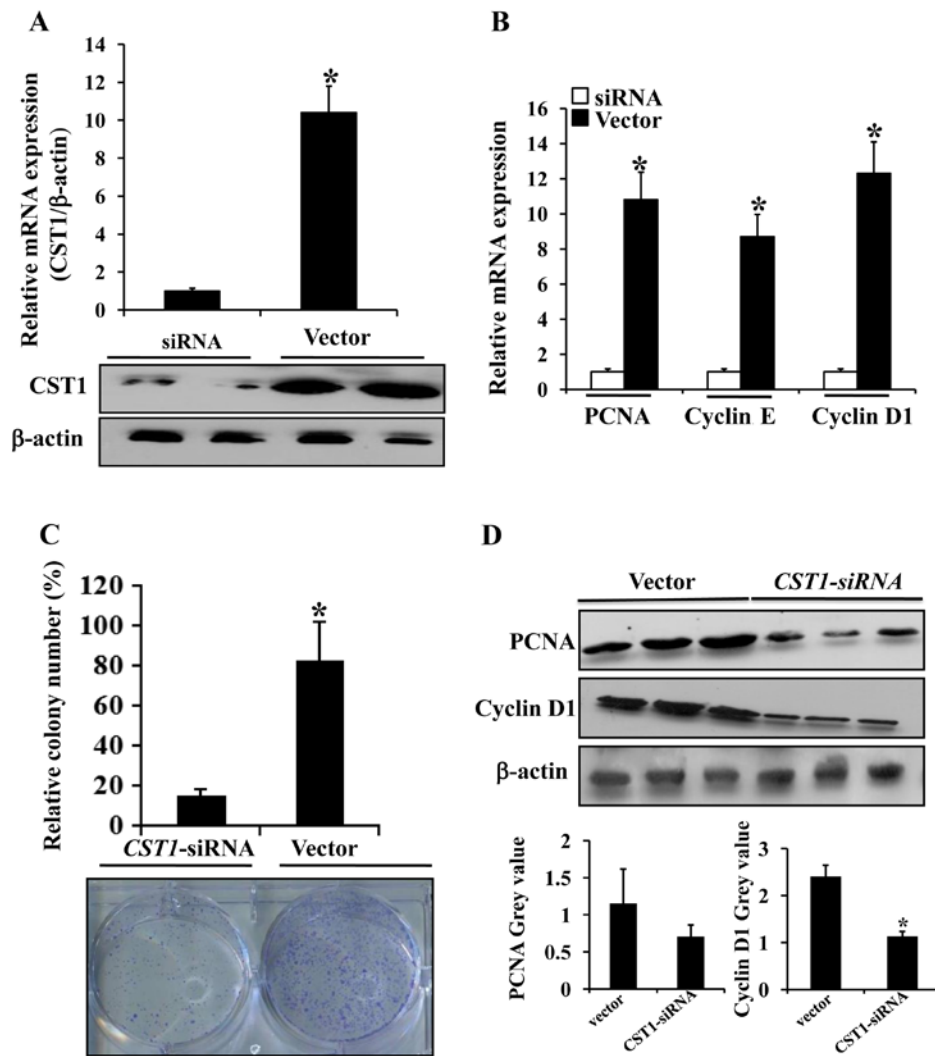 A
Relative mRNA expression
(CST1/β-actin)
14
12
10
8
6
4
2
0
*
siRNA Vector
CST1
β-actin
B
siRNA
Vector
Relative mRNA expression
16
14
12
10
8
6
4
2
0
* * *
PCNA Cyclin E Cyclin D1
C
Relative colony number (%)
120
100
80
60
40
20
0
*
CST1-siRNA Vector
D
Vector CST1-siRNA
PCNA
Cyclin D1
β-actin
PCNA Grey value
2
1.5
1
0.5
0
vector CST1-siRNA
Cyclin D1 Grey value
3
2
1
0
*
vector CST1-siRNA